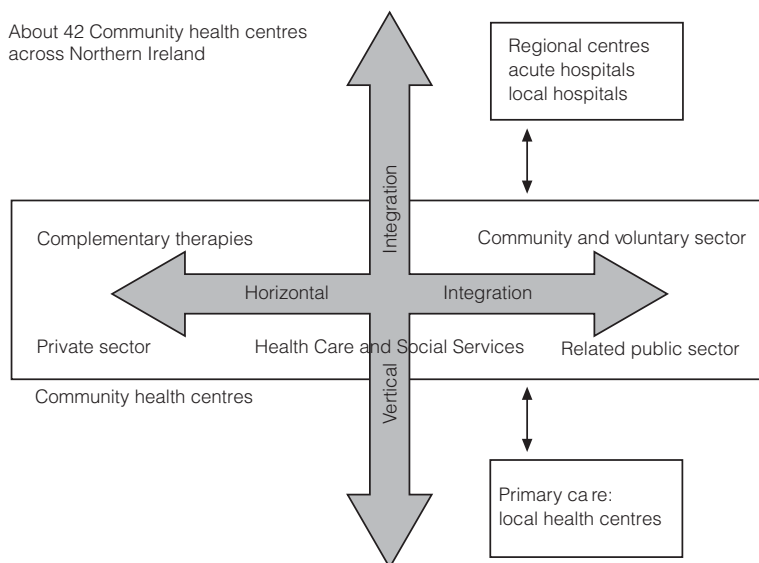 About 42 Community health centres
across Northern Ireland
Regional centres
acute hospitals
local hospitals
Integration
Complementary therapies
Community and voluntary sector
Horizontal
Integration
Private sector
Health Care and Social Services
Related public sector
Community health centres
Vertical
Primary care:
local health centres